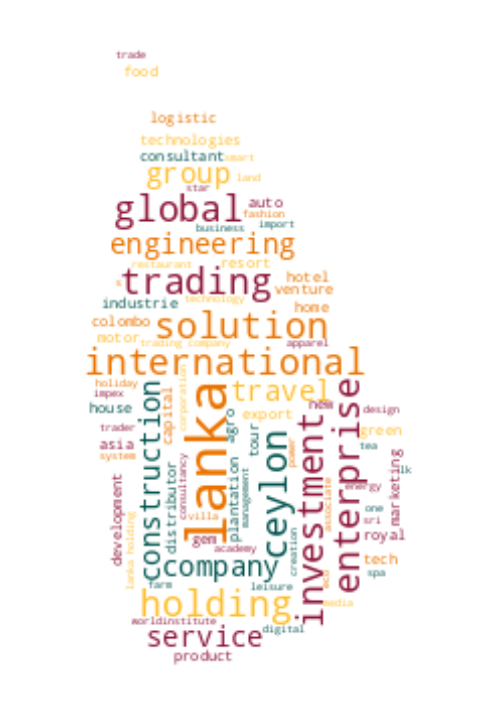 trade
food
logistic
technologies
consultant smart
group land
star
global auto
fashion
business import
engineering
restaurant resort
s trading hotel
venture
industrie technology
home
colombo solution
motor trading company apparel
international
holiday
impex
house
trader
asia
system
development
lanka holding
construction
capital
corporation
distributor
consultancy
lanka
villa
gem
travel
export
agro
tour
plantation
management
academy
ceylon
power
creation
new
investment
associate
eco
enterprise
design
green
tea
lk
energy
marketing
one
sri
royal
tech
spa
company
farm
leisure
holding
media
worldinstitute
digital
service
product